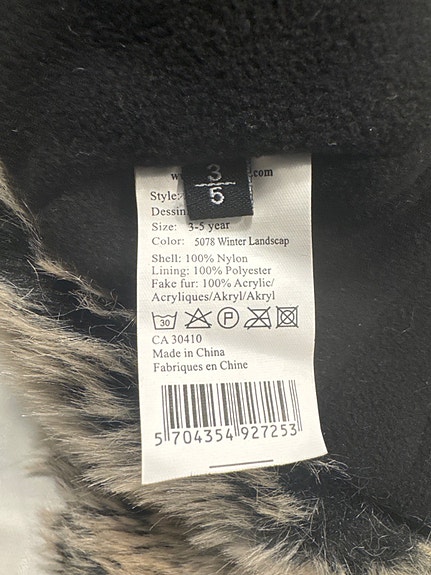 3
5
.com
Style:
Dessin
Size: 3-5 year
Color: 5078 Winter Landscap
Shell: 100% Nylon
Lining: 100% Polyester
Fake fur: 100% Acrylic/
Acryliques/Akryl/Akryl
30 P
CA 30410
Made in China
Fabriques en Chine
5 704354 927253